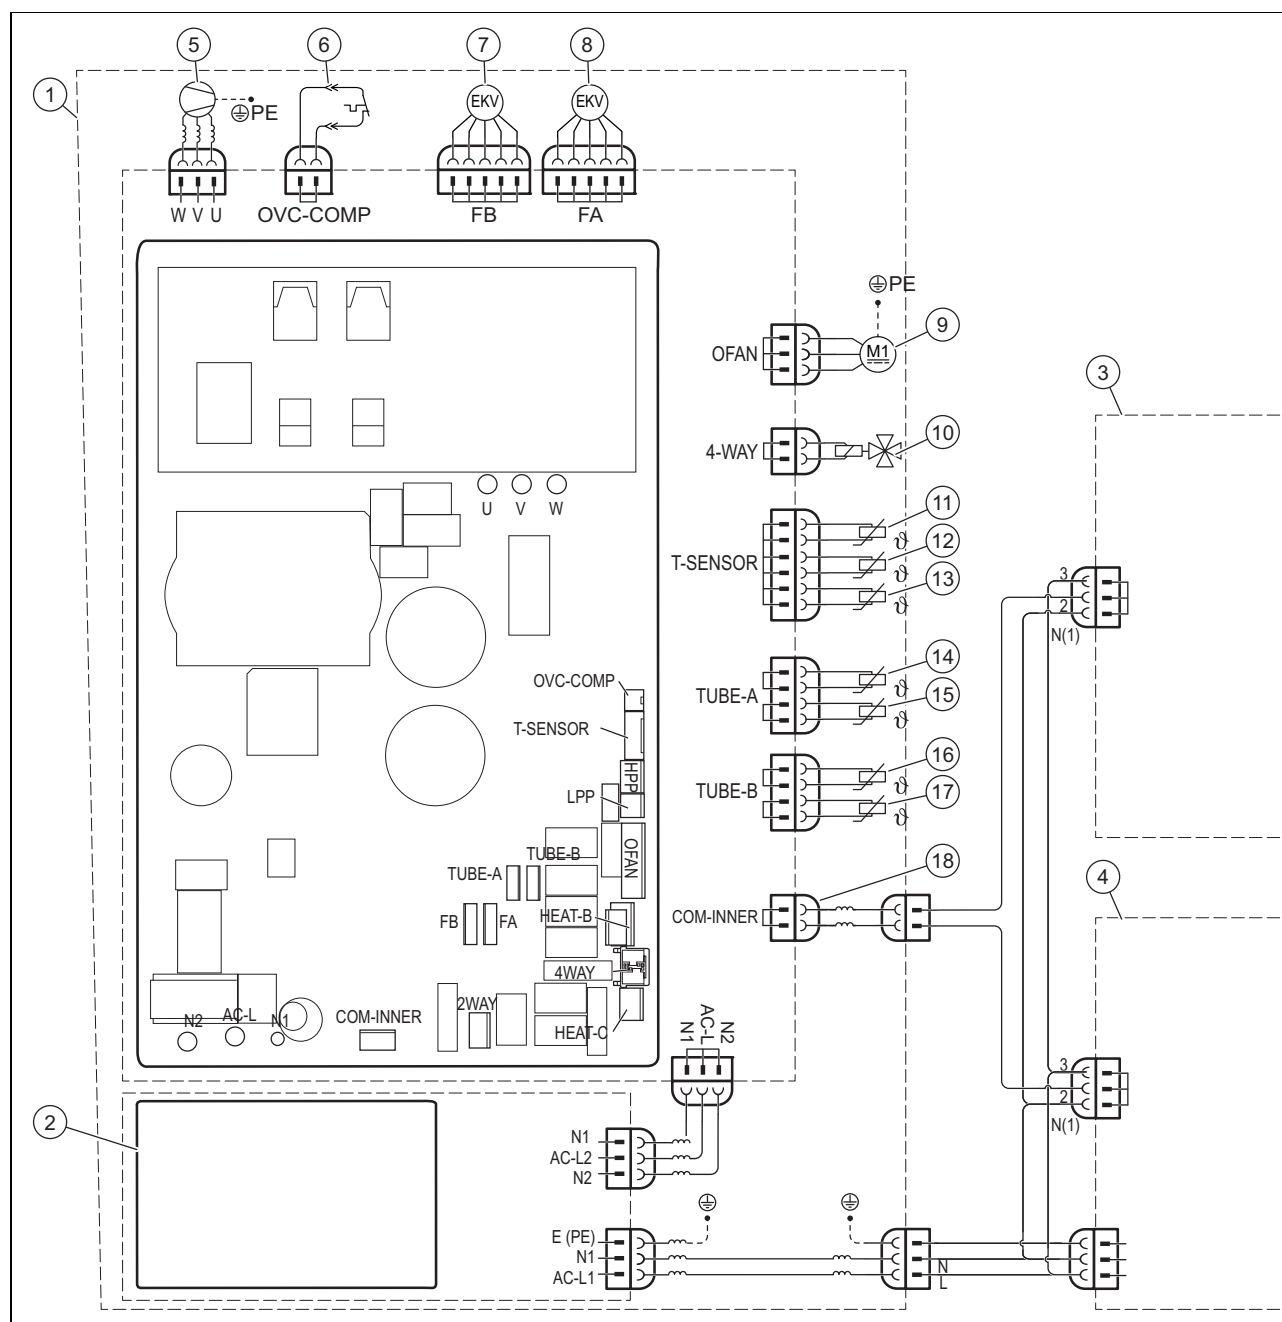 5 6 7 8
1
EKV EKV
PE
W V U OVC-COMP FB FA
PE
9
OFAN M1
3
4-WAY 10
U V W
11
T-SENSOR ϑ 12
ϑ 13
ϑ
3
2
N(1)
14
OVC-COMP TUBE-A ϑ 15
ϑ
T-SENSOR
HPP
16
LPP TUBE-B ϑ 17
ϑ
OFAN
TUBE-B
TUBE-A
18
4
FB FA HEAT-B COM-INNER
4WAY
N2 AC-L N1 COM-INNER 2WAY HEAT-C
N1 AC-L N2
3
2
N(1)
2
N1
AC-L2
N2
E (PE)
N1
AC-L1
N
L